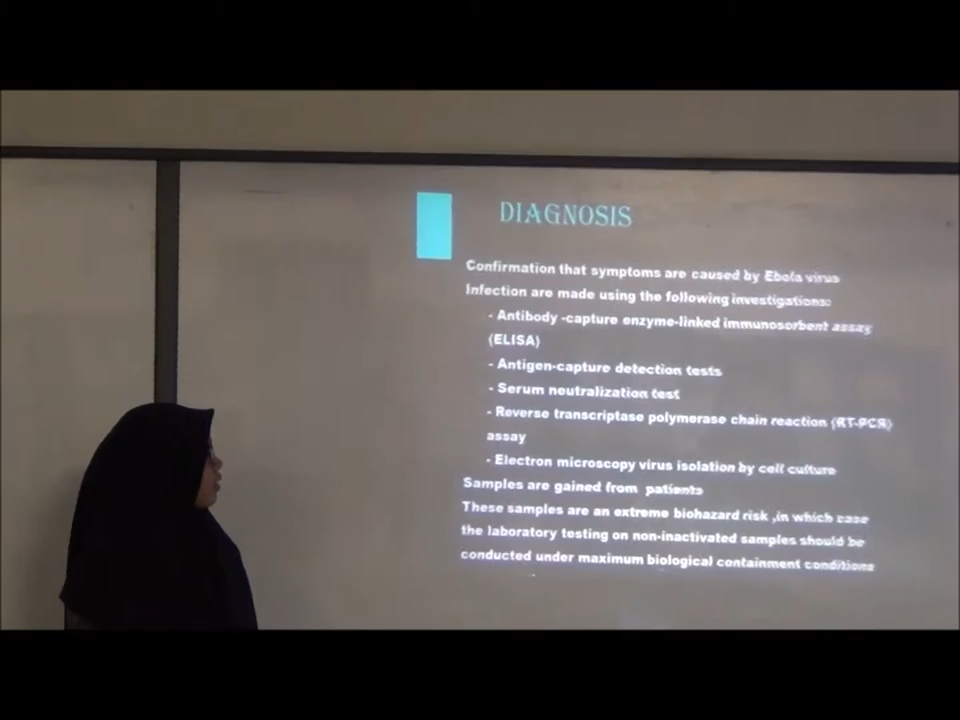 DIAGNOSIS
Confirmation that symptoms are caused by Ebola virus
Infection are made using the following investigations:
- Antibody -capture enzyme-linked immunosorbent assay
(ELISA)
- Antigen-capture detection tests
- Serum neutralization test
- Reverse transcriptase polymerase chain reaction (RT-PCR)
assay
- Electron microscopy virus isolation by cell culture
Samples are gained from patients
These samples are an extreme biohazard risk ,in which case
the laboratory testing on non-inactivated samples should be
conducted under maximum biological containment conditions